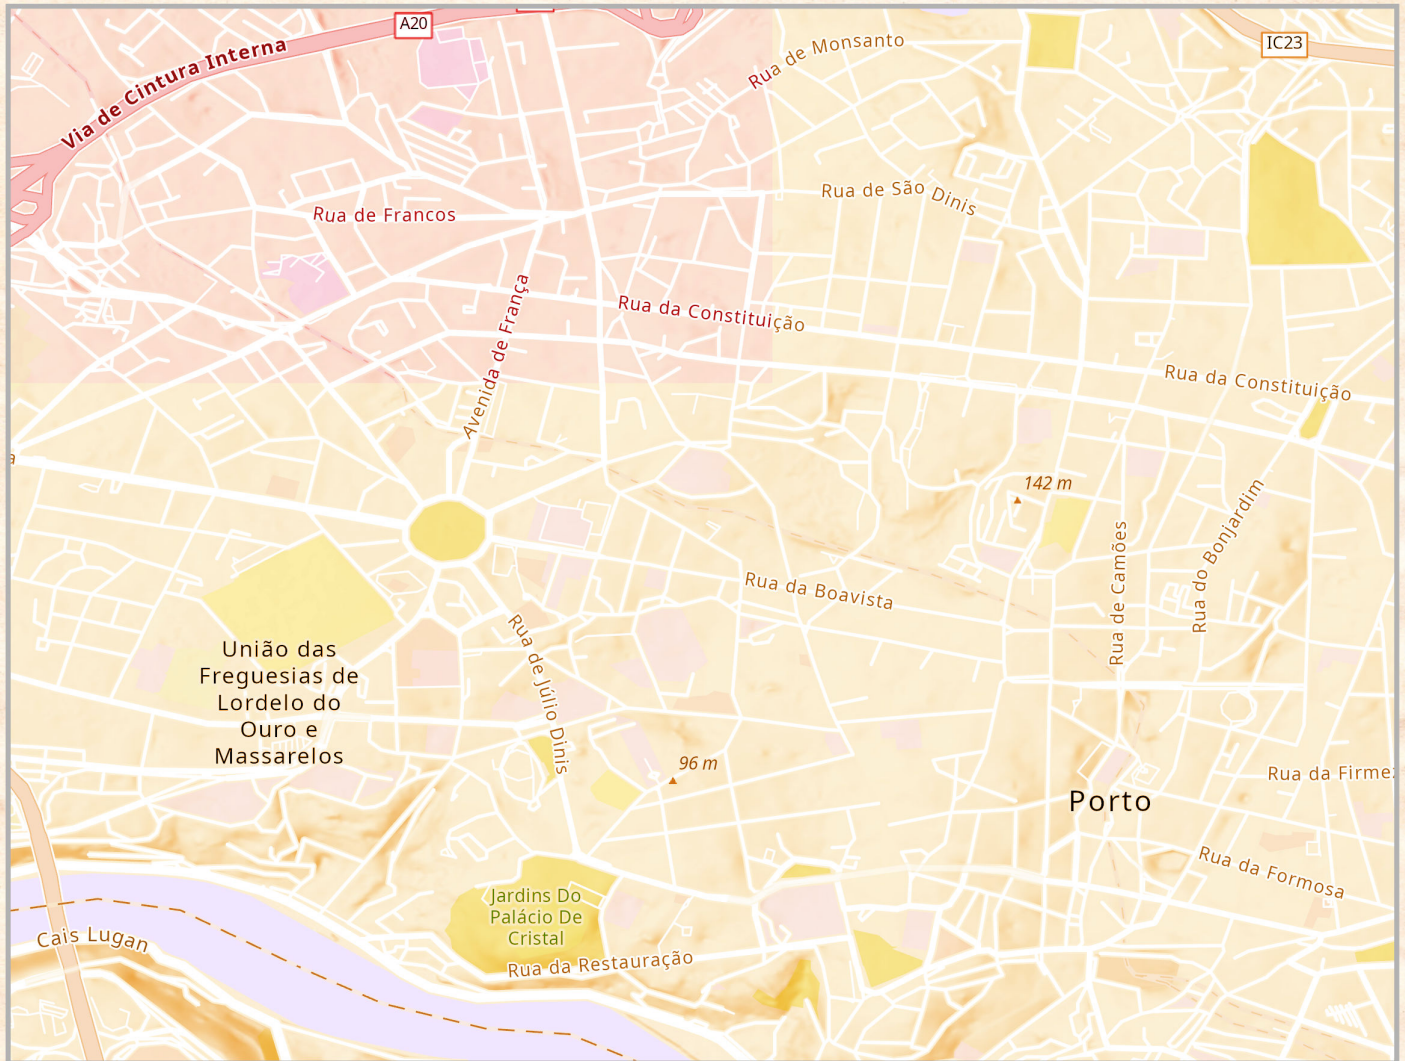 A20
IC23
Via de Cintura Interna
Rua de Monsanto
Rua de São Dinis
Rua de Francos
Rua da Constituição
Avenida de França
Rua da Constituição
142 m
Rua do Bonjardim
Rua de Camões
Rua da Boavista
Rua de Júlio Dinis
União das
Freguesias de
Lordelo do
Ouro e
Massarelos
96 m
Rua da Firme
Porto
Rua da Formosa
Jardins Do
Palácio De
Cristal
Cais Lugan
Rua da Restauração